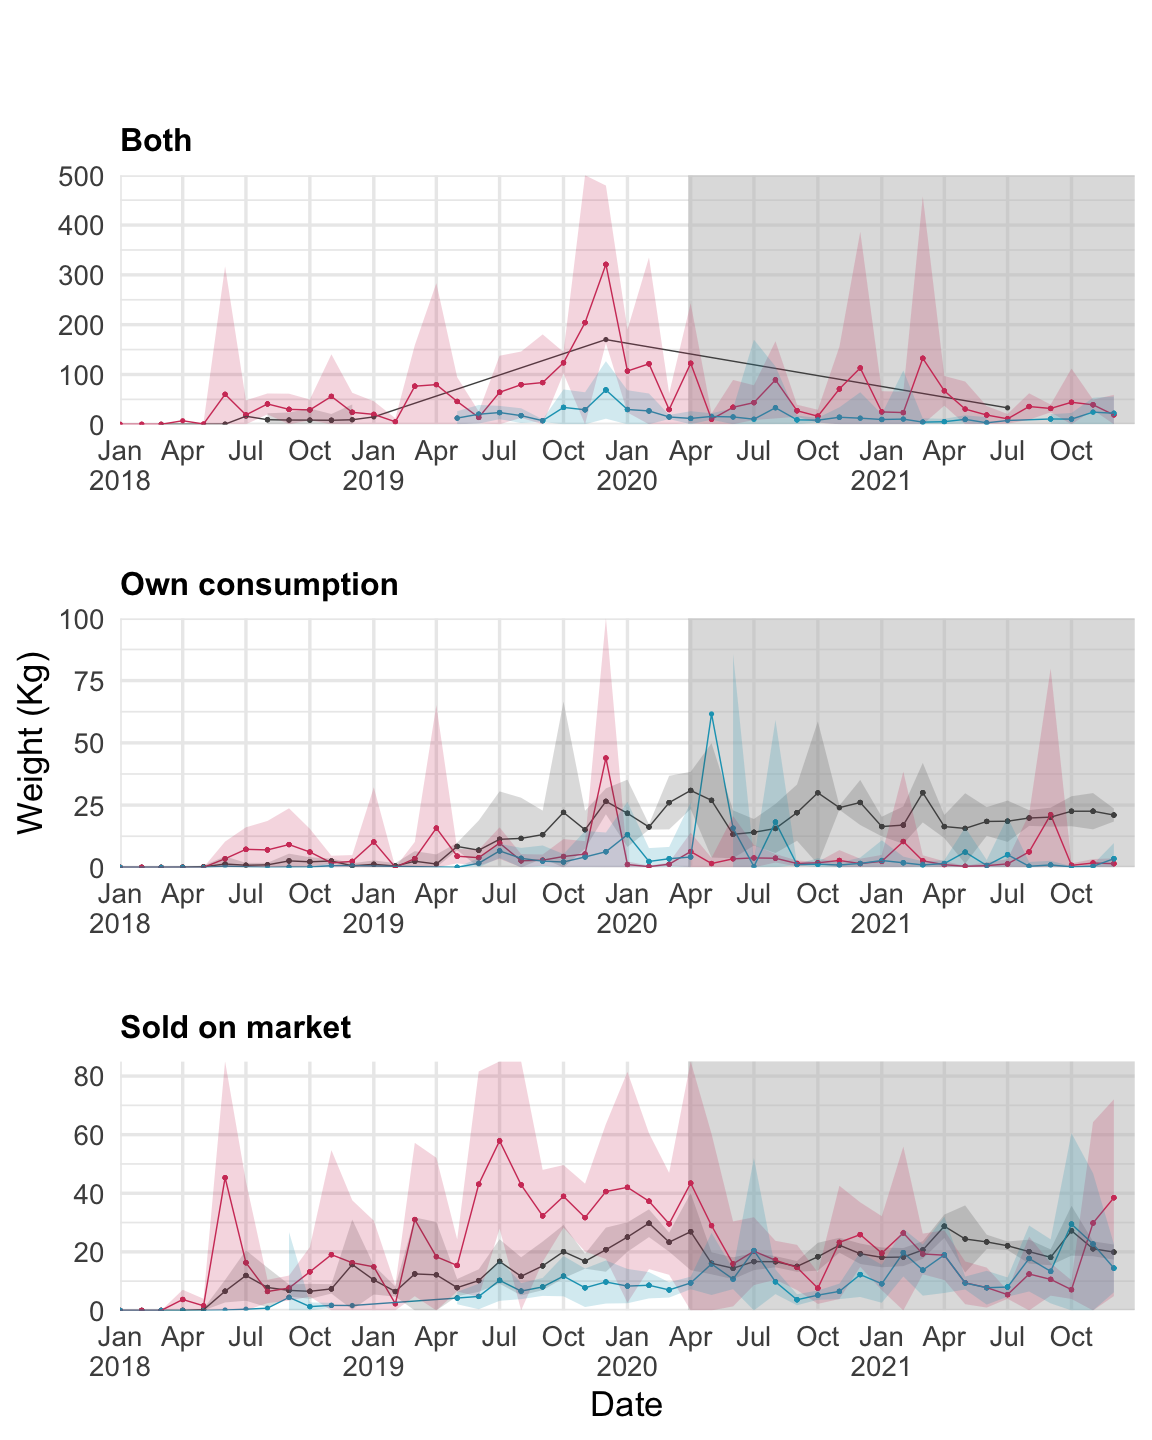 Both
500
400
300
200
100
0
Jan Apr Jul Oct Jan Apr Jul Oct Jan Apr Jul Oct Jan Apr Jul Oct
2018 2019 2020 2021
Own consumption
Weight (Kg)
100
75
50
25
0
Jan Apr Jul Oct Jan Apr Jul Oct Jan Apr Jul Oct Jan Apr Jul Oct
2018 2019 2020 2021
Sold on market
80
60
40
20
0
Jan Apr Jul Oct Jan Apr Jul Oct Jan Apr Jul Oct Jan Apr Jul Oct
2018 2019 2020 2021
Date